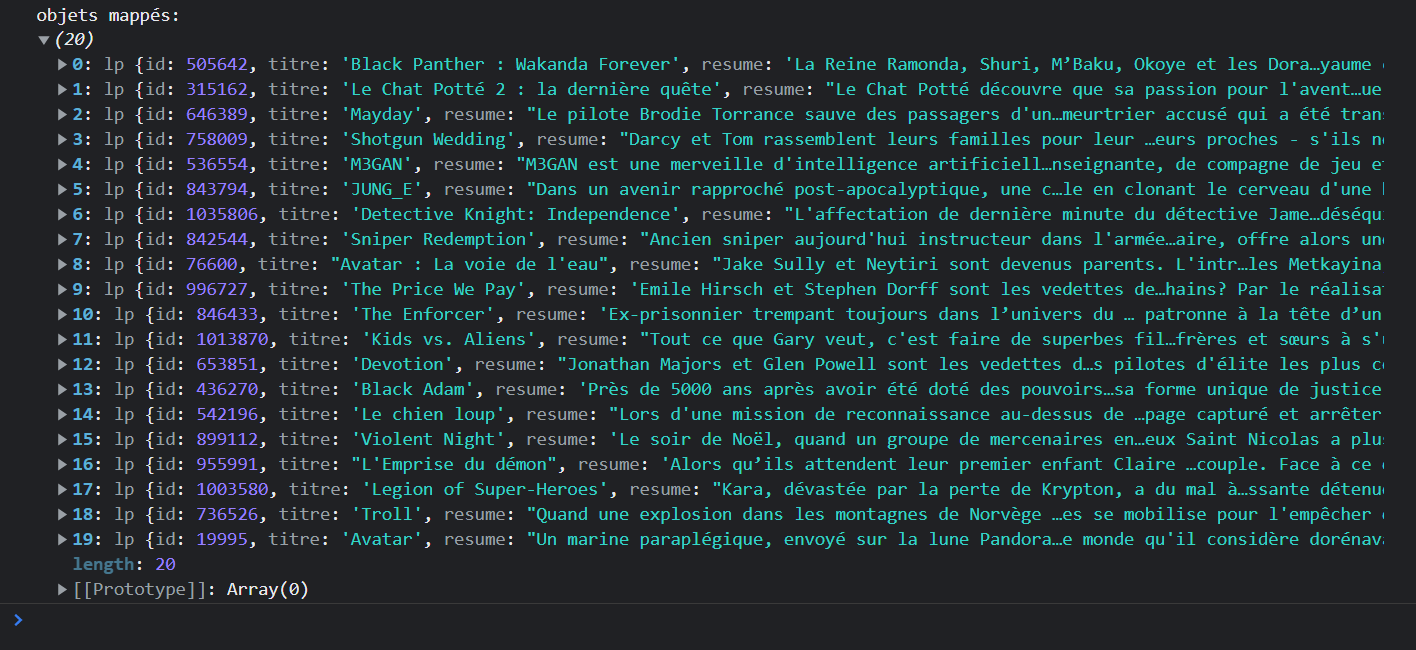 objets mappés:
▼(20)
▶0: lp {id: 505642, titre: 'Black Panther : Wakanda Forever', resume: 'La Reine Ramonda, Shuri, M’Baku, Okoye et les Dora…yaume
▶1: lp {id: 315162, titre: 'Le Chat Potté 2 : la dernière quête', resume: "Le Chat Potté découvre que sa passion pour l'avent…ue
▶2: lp {id: 646389, titre: 'Mayday', resume: "Le pilote Brodie Torrance sauve des passagers d'un…meurtrier accusé qui a été tran
▶3: lp {id: 758009, titre: 'Shotgun Wedding', resume: "Darcy et Tom rassemblent leurs familles pour leur …eurs proches - s'ils ne
▶4: lp {id: 536554, titre: 'M3GAN', resume: "M3GAN est une merveille d'intelligence artificiell…nseignante, de compagne de jeu et
▶5: lp {id: 843794, titre: 'JUNG_E', resume: "Dans un avenir rapproché post-apocalyptique, une c…le en clonant le cerveau d'une
▶6: lp {id: 1035806, titre: 'Detective Knight: Independence', resume: "L'affectation de dernière minute du détective Jame…déséqui
▶7: lp {id: 842544, titre: 'Sniper Redemption', resume: "Ancien sniper aujourd'hui instructeur dans l'armée…aire, offre alors une
▶8: lp {id: 76600, titre: "Avatar : La voie de l'eau", resume: "Jake Sully et Neytiri sont devenus parents. L'intr…les Metkayina
▶9: lp {id: 996727, titre: 'The Price We Pay', resume: 'Emile Hirsch et Stephen Dorff sont les vedettes de…hains? Par le réalisat
▶10: lp {id: 846433, titre: 'The Enforcer', resume: 'Ex-prisonnier trempant toujours dans l’univers du … patronne à la tête d’un
▶11: lp {id: 1013870, titre: 'Kids vs. Aliens', resume: "Tout ce que Gary veut, c'est faire de superbes fil…frères et sœurs à s'
▶12: lp {id: 653851, titre: 'Devotion', resume: "Jonathan Majors et Glen Powell sont les vedettes d…s pilotes d'élite les plus cé
▶13: lp {id: 436270, titre: 'Black Adam', resume: 'Près de 5000 ans après avoir été doté des pouvoirs…sa forme unique de justice
▶14: lp {id: 542196, titre: 'Le chien loup', resume: "Lors d'une mission de reconnaissance au-dessus de …page capturé et arrêter
▶15: lp {id: 899112, titre: 'Violent Night', resume: 'Le soir de Noël, quand un groupe de mercenaires en…eux Saint Nicolas a plus
▶16: lp {id: 955991, titre: "L'Emprise du démon", resume: 'Alors qu’ils attendent leur premier enfant Claire …couple. Face à ce
▶17: lp {id: 1003580, titre: 'Legion of Super-Heroes', resume: "Kara, dévastée par la perte de Krypton, a du mal à…ssante détenue
▶18: lp {id: 736526, titre: 'Troll', resume: "Quand une explosion dans les montagnes de Norvège …es se mobilise pour l'empêcher
▶19: lp {id: 19995, titre: 'Avatar', resume: "Un marine paraplégique, envoyé sur la lune Pandora…e monde qu'il considère dorénava
length: 20
▶[[Prototype]]: Array(0)